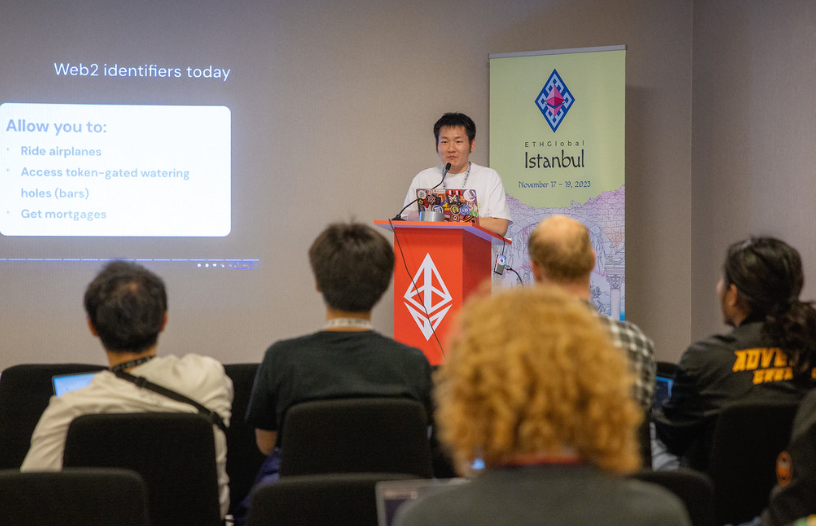 Web2 identifiers today
Allow you to:
· Ride airplanes
· Access token-gated watering
holes (bars)
· Get mortgages
ETHGlobal
Istanbul
November 17 - 19, 2023
ADVE